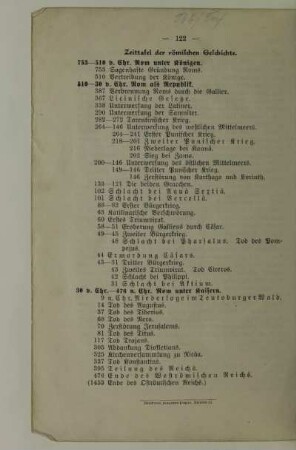 — 122 —
Zeittafel der römischen Geschichte.
753—510 v. Chr. Rom unter Königen.
753 Sagenhafte Gründung Roms.
510 Vertreibung der Könige.
510—30 v. Chr. Rom als Republik.
387 Verbrennung Roms durch die Gallier.
367 Licinische Gesetze.
338 Unterwerfung der Latiner.
290 Unterwerfung der Samniter.
282—272 Tarentinischer Krieg.
264—146 Unterwerfung des westlichen Mittelmeeres.
264—241 Erster Punischer Krieg.
218—201 Zweiter Punischer Krieg.
216 Niederlage bei Kannä.
202 Sieg bei Zama.
200—146 Unterwerfung des östlichen Mittelmeeres.
149—146 Dritter Punischer Krieg.
146 Zerstörung von Karthago und Korinth.
133—121 Die beiden Gracchen.
102 Schlacht bei Aquä Sextiä.
101 Schlacht bei Vercellä.
88—82 Erster Bürgerkrieg.
63 Katilinarische Verschwörung.
60 Erstes Triumvirat.
58—51 Eroberung Galliens durch Cäsar.
49—45 Zweiter Bürgerkrieg.
48 Schlacht bei Pharsalus. Tod des Pompejus.
44 Ermordung Cäsars.
43—31 Dritter Bürgerkrieg.
43 Zweites Triumvirat. Tod Ciceros.
42 Schlacht bei Philippi.
31 Schlacht bei Aktium.
30 v. Chr.—476 n. Chr. Rom unter Kaisern.
9 n. Chr. Niederlage im Teutoburger Wald.
14 Tod des Augustus.
37 Tod des Tiberius.
68 Tod des Nero.
70 Zerstörung Jerusalems.
81 Tod des Titus.
117 Tod Trajans.
305 Abdankung Diokletians.
325 Kirchenversammlung zu Nicäa.
337 Tod Konstantins.
395 Teilung des Reichs.
476 Ende des Weströmischen Reichs.
(1453 Ende des Oströmischen Reichs.)